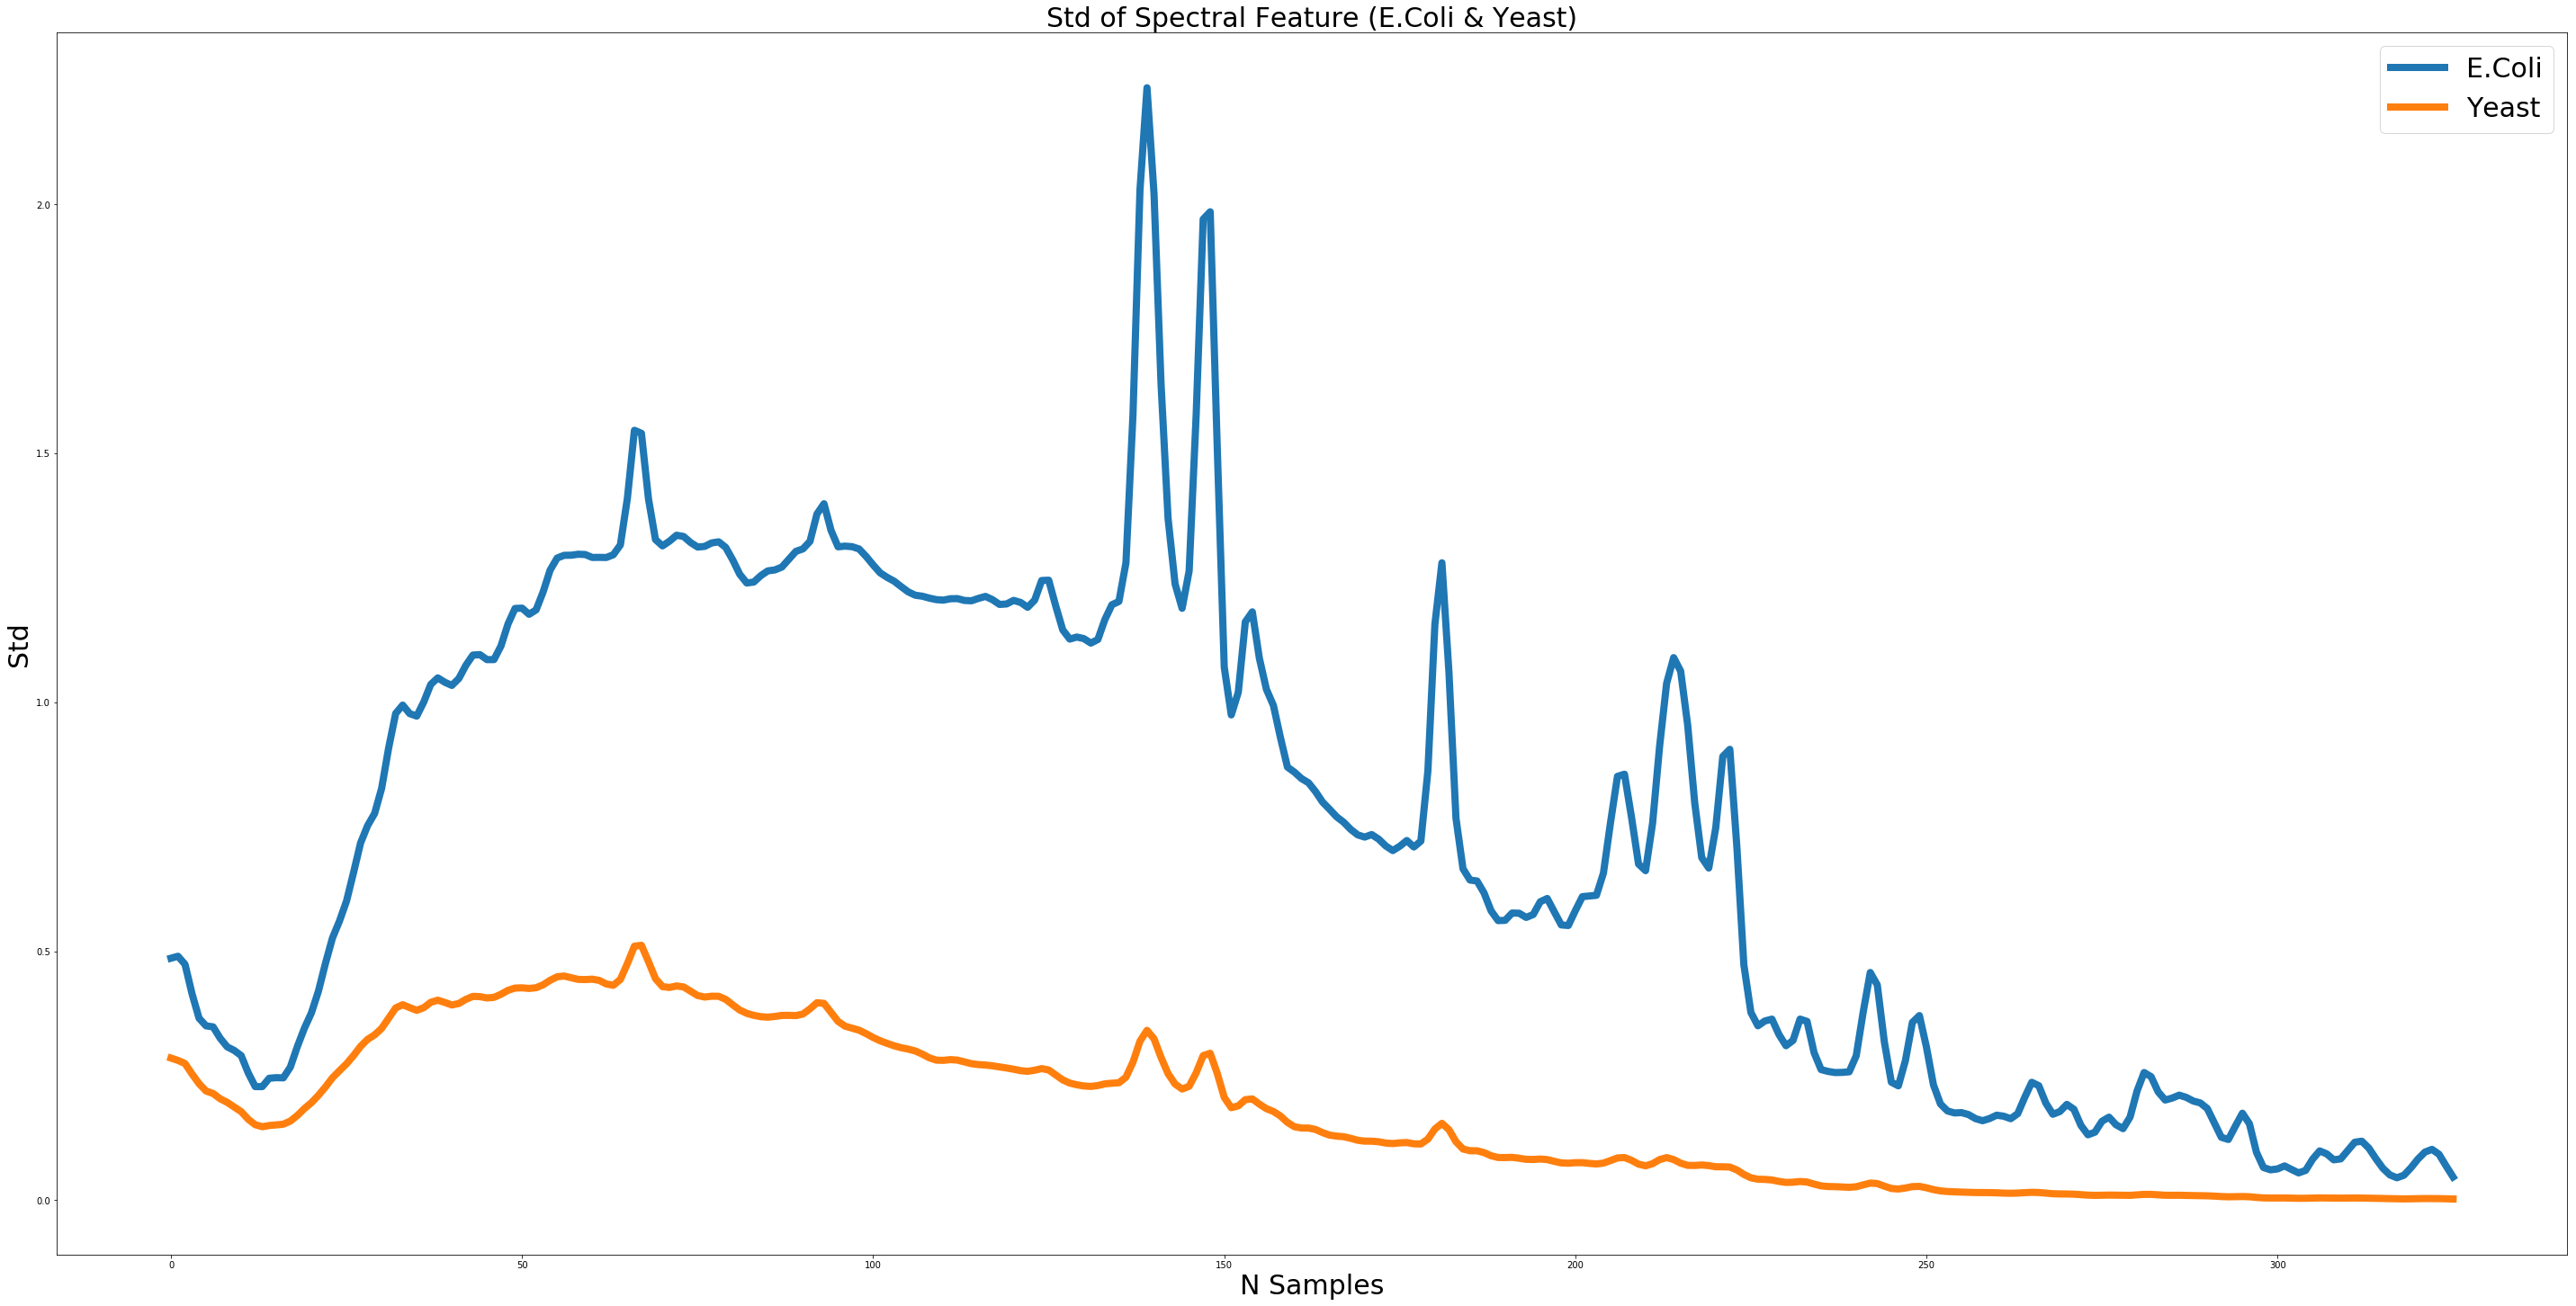 Std of Spectral Feature (E.Coli & Yeast)
E.Coli
Yeast
Std
2.0
1.5
1.0
0.5
0.0
0 50 100 150 200 250 300
N Samples